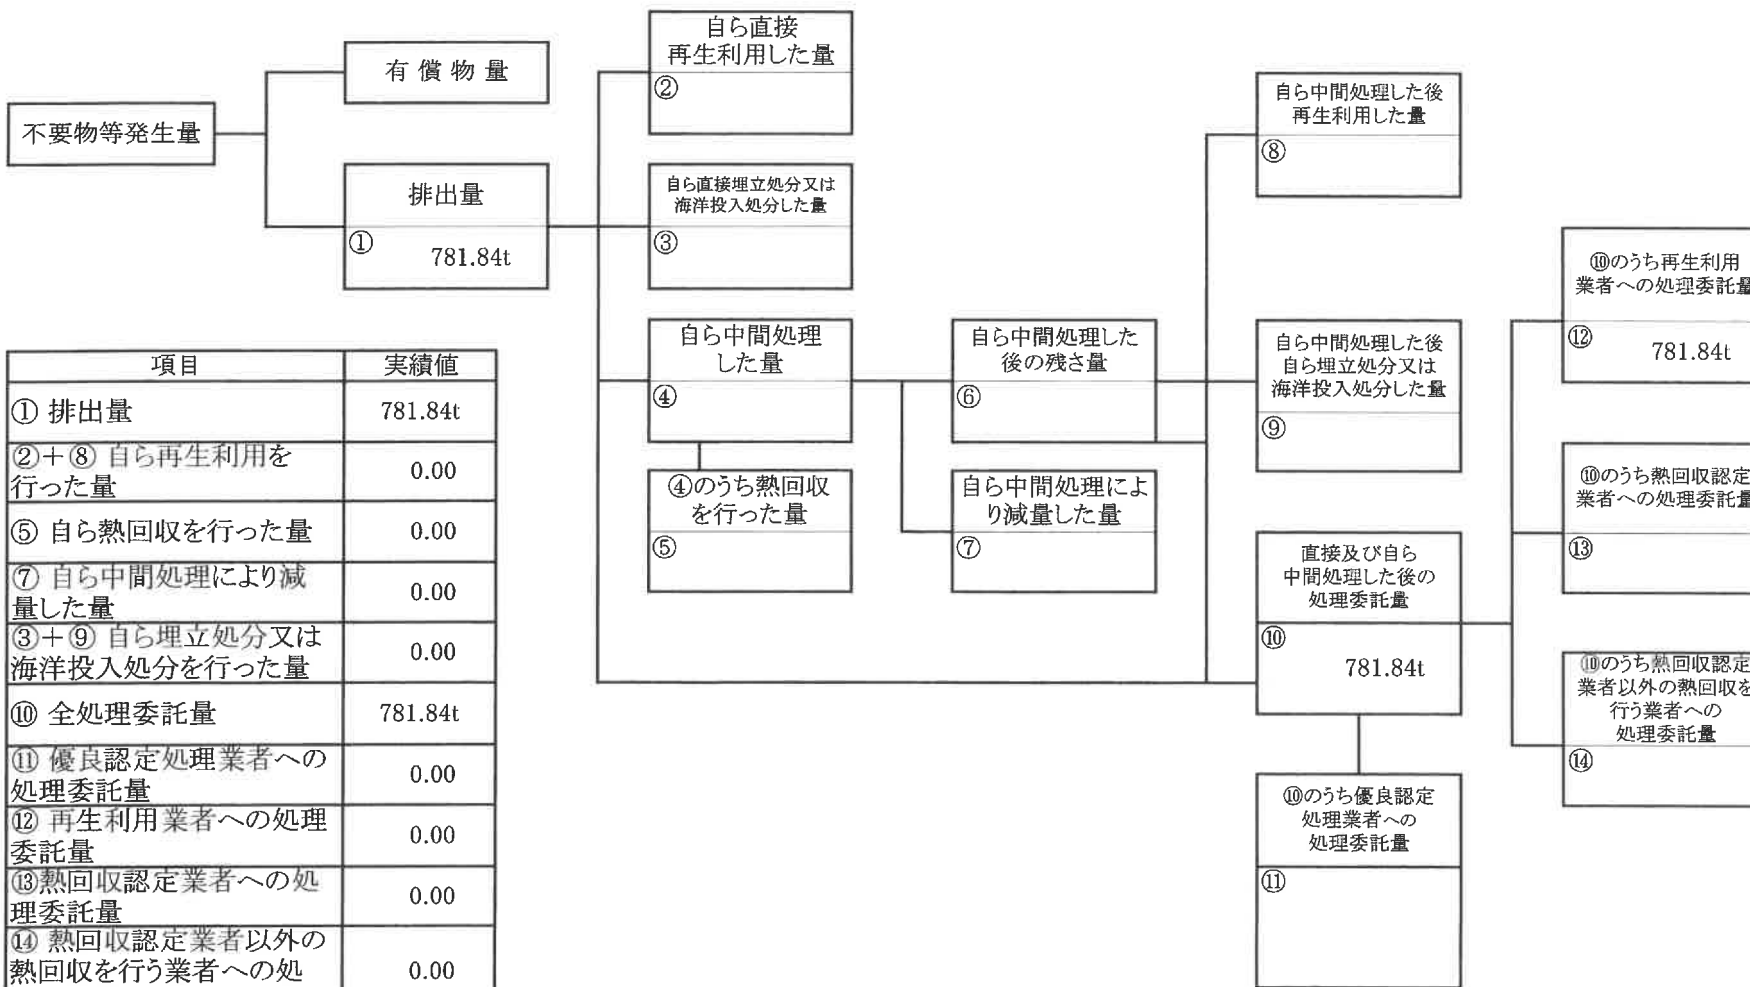 不要物等発生量
有償物量
排出量
①
781.84t
自ら直接
再生利用した量
②
自ら直接埋立処分又は
海洋投入処分した量
③
自ら中間処理
した量
④
④のうち熱回収
を行った量
⑤
自ら中間処理した
後の残さ量
⑥
自ら中間処理によ
り減量した量
⑦
自ら中間処理した後
再生利用した量
⑧
自ら中間処理した後
自ら埋立処分又は
海洋投入処分した量
⑨
直接及び自ら
中間処理した後の
処理委託量
⑩
781.84t
⑩のうち優良認定
処理業者への
処理委託量
⑪
⑩のうち再生利用
業者への処理委託量
⑫
781.84t
⑩のうち熱回収認定
業者への処理委託量
⑬
⑩のうち熱回収認定
業者以外の熱回収を
行う業者への
処理委託量
⑭
項目 実績値
① 排出量 781.84t
②+⑧ 自ら再生利用を
行った量 0.00
⑤ 自ら熱回収を行った量 0.00
⑦ 自ら中間処理により減
量した量 0.00
③+⑨ 自ら埋立処分又は
海洋投入処分を行った量 0.00
⑩ 全処理委託量 781.84t
⑪ 優良認定処理業者への
処理委託量 0.00
⑫ 再生利用業者への処理
委託量 0.00
⑬熱回収認定業者への処
理委託量 0.00
⑭ 熱回収認定業者以外の
熱回収を行う業者への処 0.00